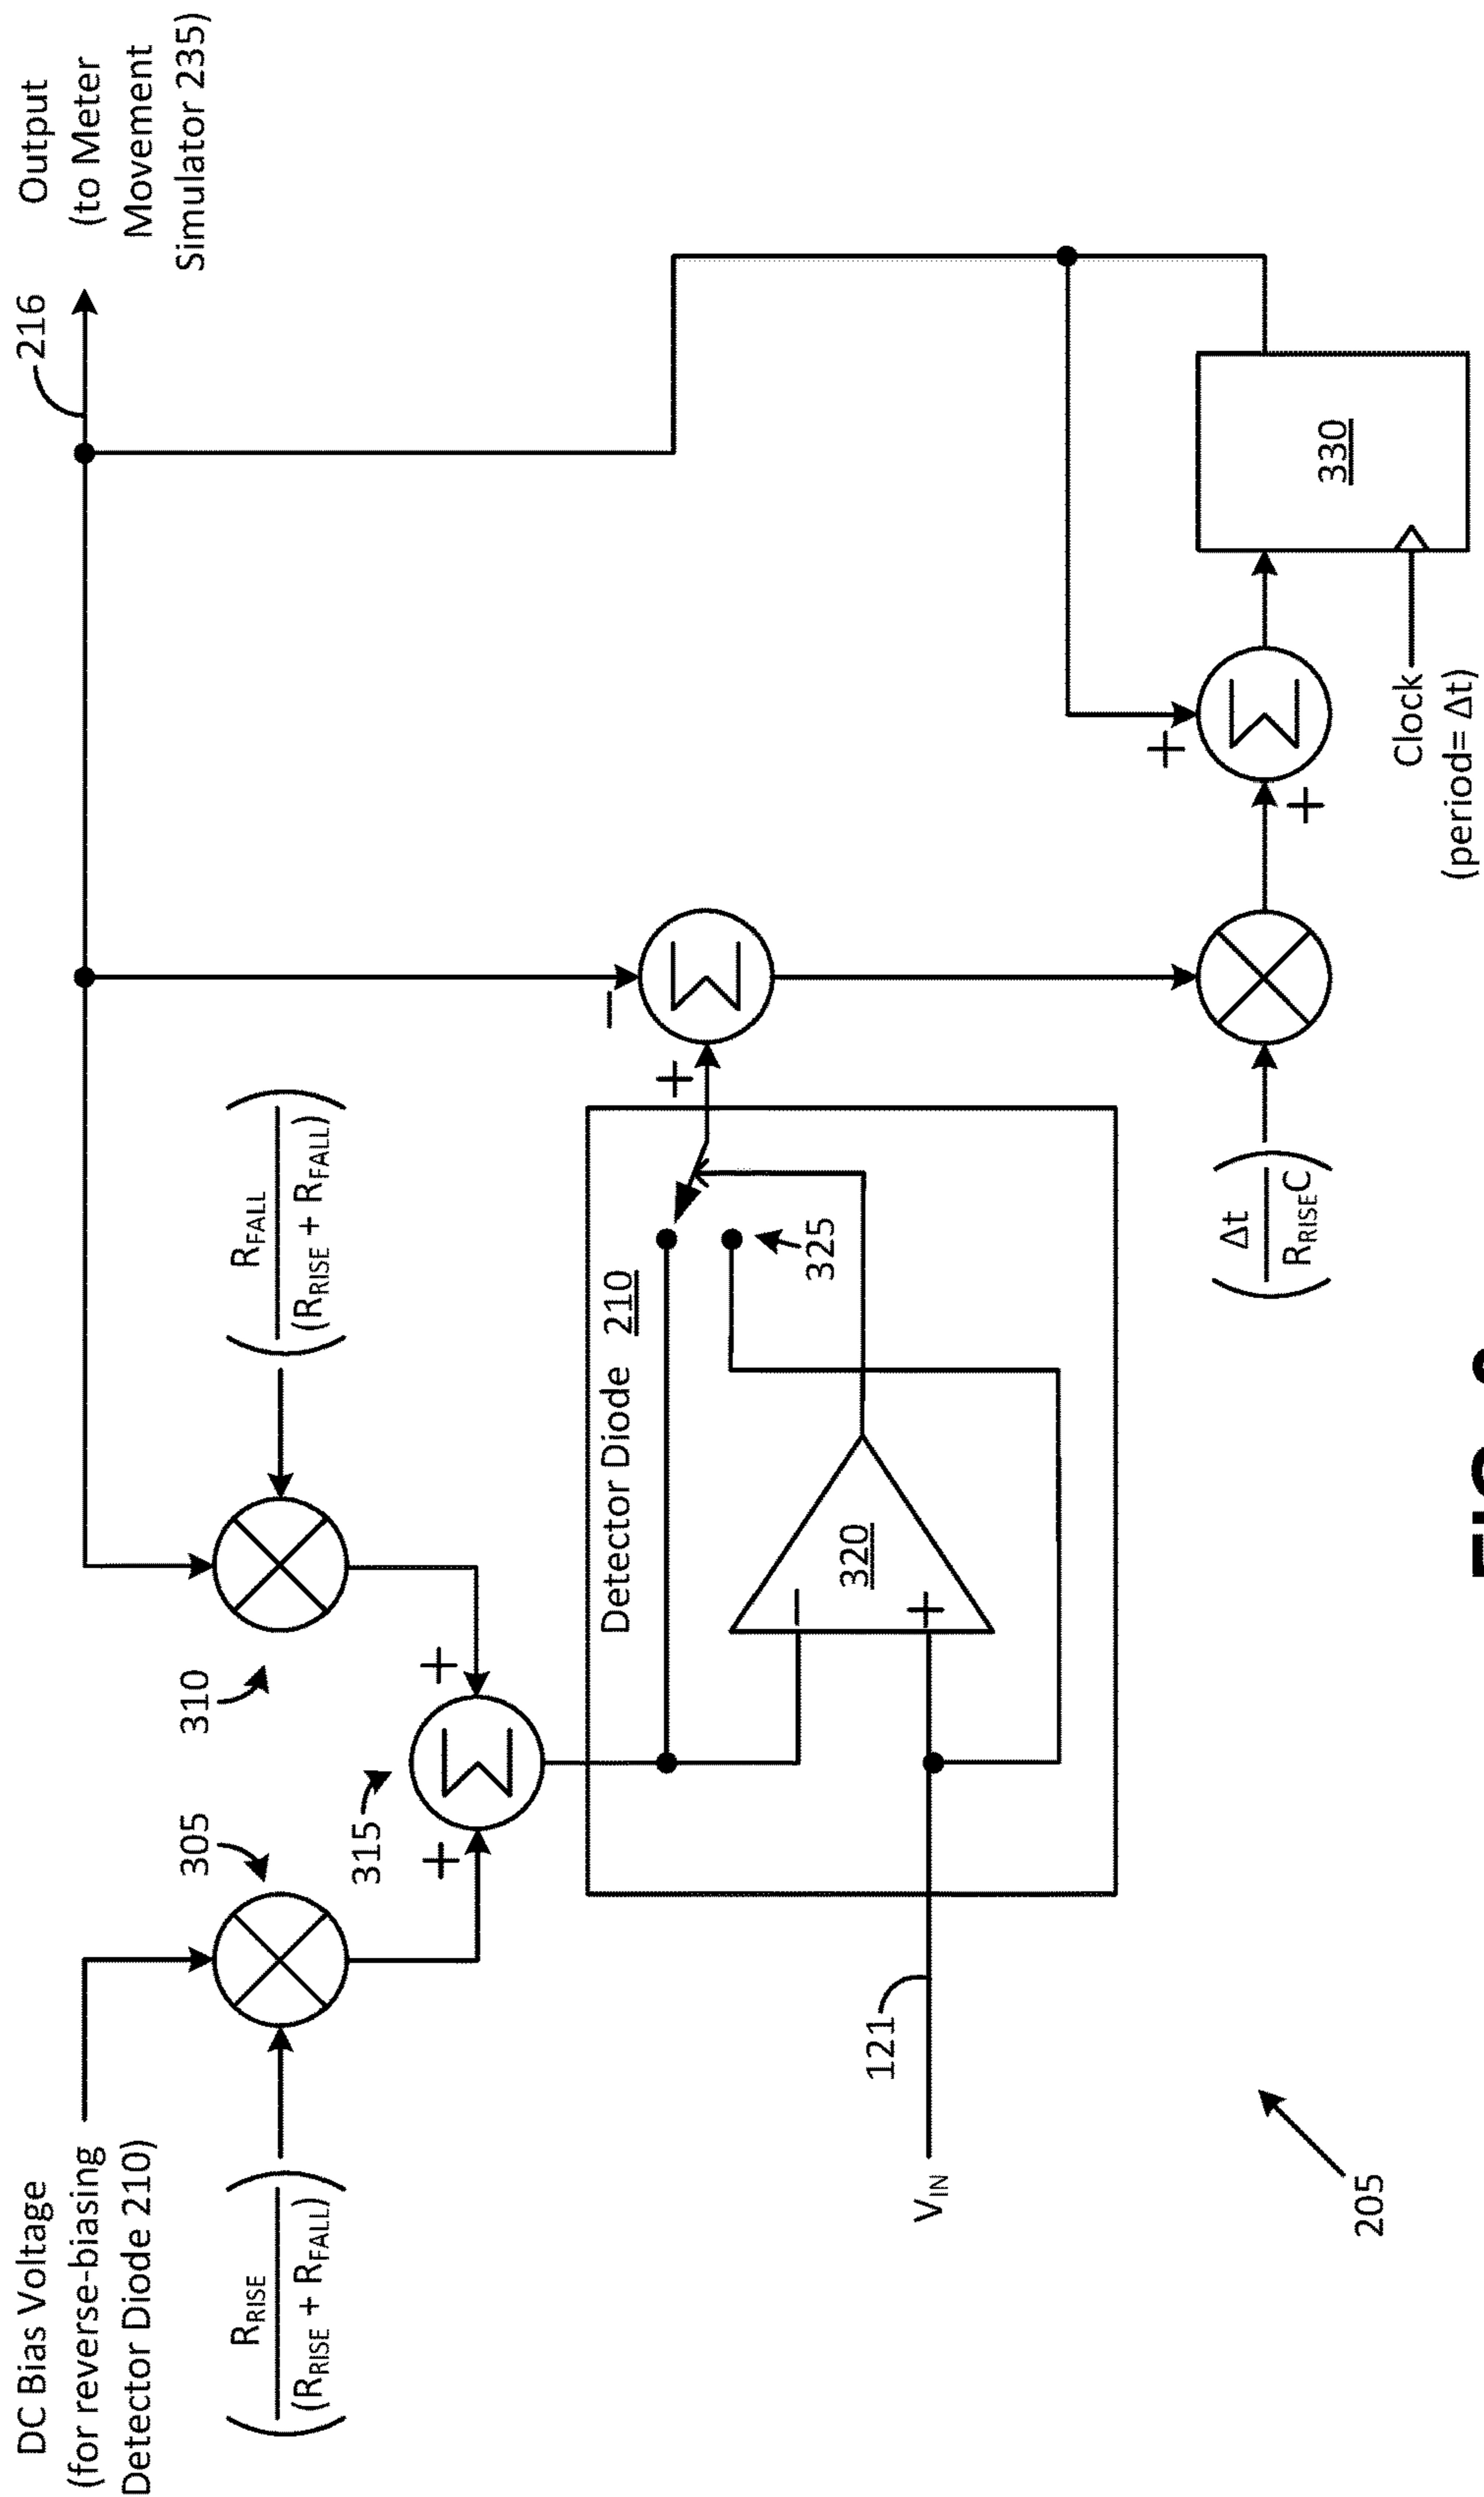 DC Bias Voltage
(for reverse-biasing
Detector Diode 210)
Output
(to Meter
Movement
Simulator 235)
216
305
310
R_RISE
(R_RISE + R_FALL)
R_FALL
(R_RISE + R_FALL)
315
+
+
Σ
Detector Diode 210
−
+
320
325
+
−
Σ
V_IN
121
Δt
R_RISEC
+
+
Σ
330
Clock
(period= Δt)
205